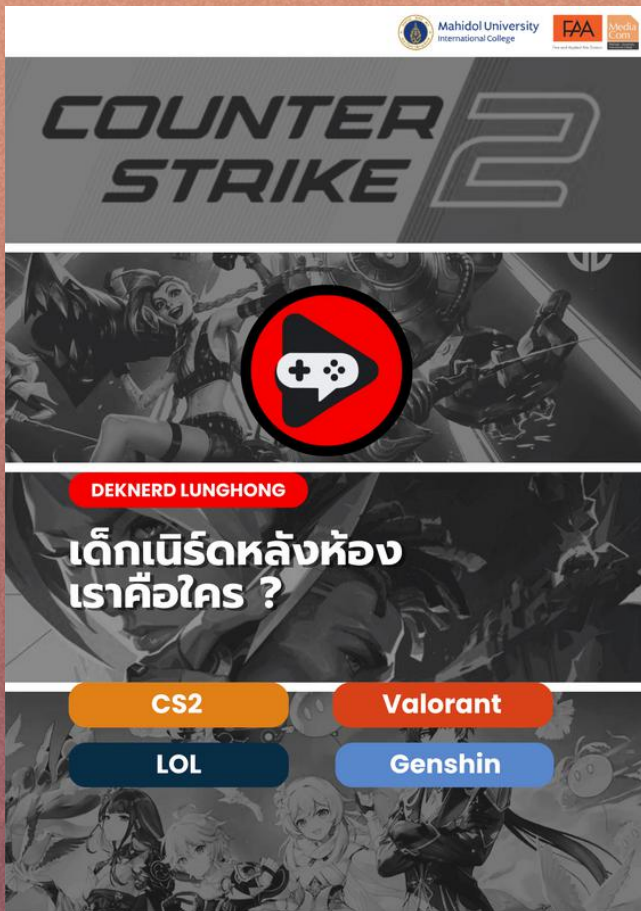 Mahidol University
International College
FAA
Media
Com
COUNTER
STRIKE 2
DEKNERD LUNGHONG
เด็กเนิร์ดหลังห้อง
เราคือใคร ?
CS2
Valorant
LOL
Genshin